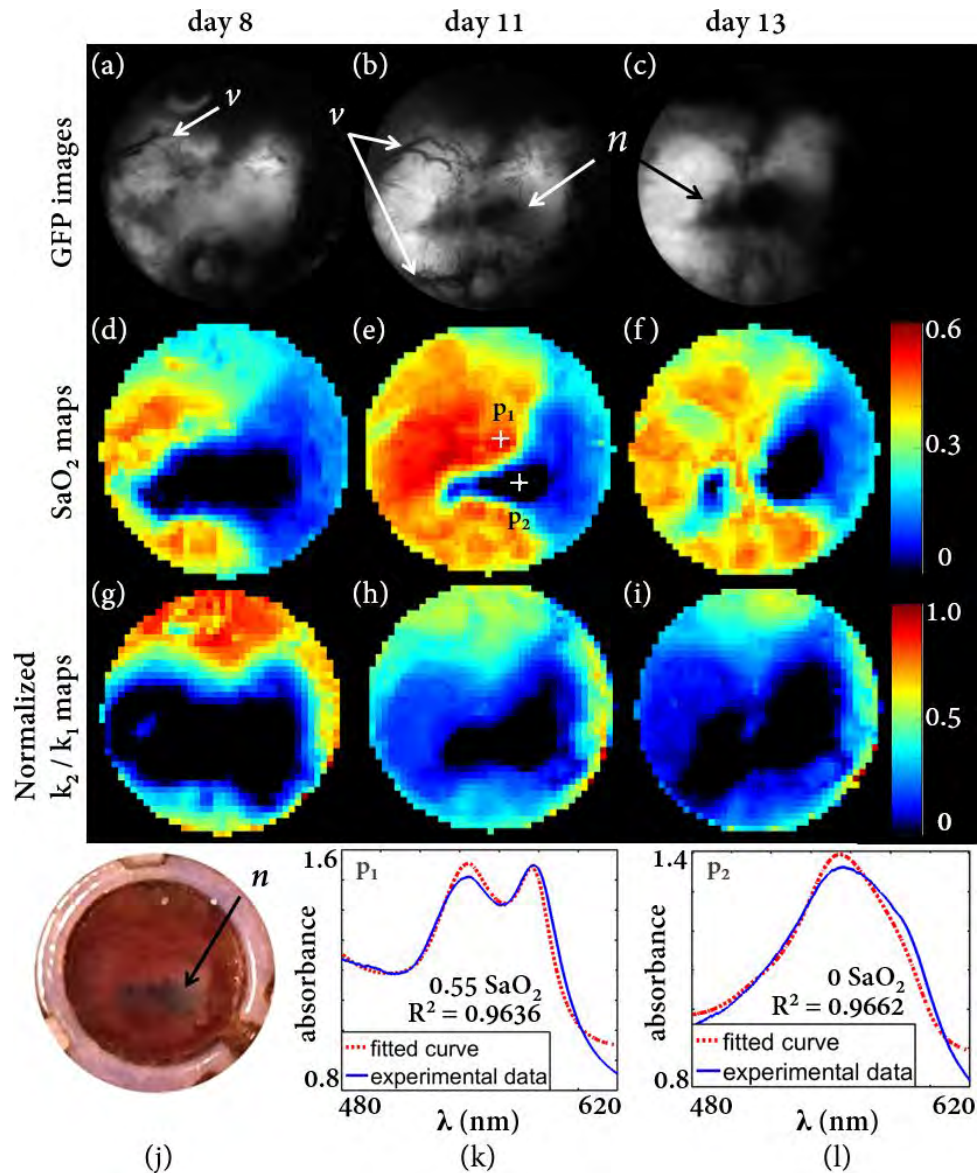 day 8 day 11 day 13
GFP images
(a) (b) (c)
v
v
n
SaO₂ maps
(d) (e) (f)
p₁
p₂
0.6
0.3
0
Normalized
k₂ / k₁ maps
(g) (h) (i)
1.0
0.5
0
n
(j)
1.6
p₁
absorbance
0.55 SaO₂
R² = 0.9636
fitted curve
experimental data
0.8
480 620
λ (nm)
(k)
1.4
p₂
absorbance
0 SaO₂
R² = 0.9662
fitted curve
experimental data
0.8
480 620
λ (nm)
(l)